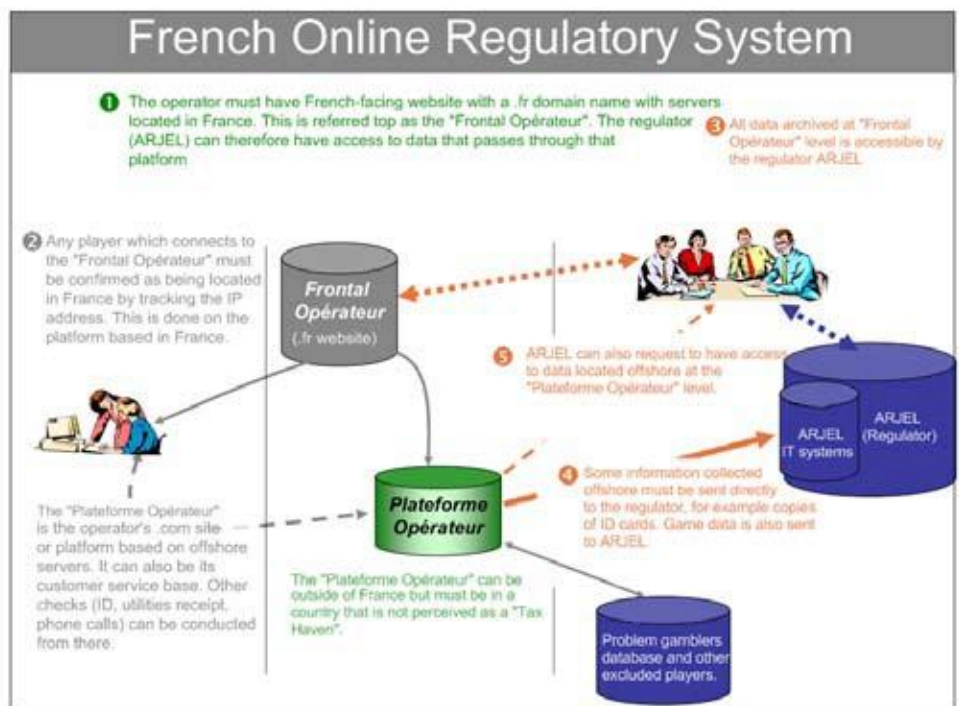 French Online Regulatory System
1 The operator must have French-facing website with a .fr domain name with servers
located in France. This is referred top as the "Frontal Opérateur". The regulator
(ARJEL) can therefore have access to data that passes through that
platform
3 All data archived at "Frontal
Opérateur" level is accessible by
the regulator ARJEL
2 Any player which connects to
the "Frontal Opérateur" must
be confirmed as being located
in France by tracking the IP
address. This is done on the
platform based in France.
Frontal
Opérateur
(.fr website)
5 ARJEL can also request to have access
to data located offshore at the
"Plateforme Opérateur" level.
ARJEL
(Regulator)
ARJEL
IT systems
4 Some information collected
offshore must be sent directly
to the regulator, for example copies
of ID cards. Game data is also sent
to ARJEL
Plateforme
Opérateur
The "Plateforme Opérateur"
is the operator's .com site
or platform based on offshore
servers. It can also be its
customer service base. Other
checks (ID, utilities receipt,
phone calls) can be conducted
from there.
The "Plateforme Opérateur" can be
outside of France but must be in a
country that is not perceived as a "Tax
Haven".
Problem gamblers
database and other
excluded players.